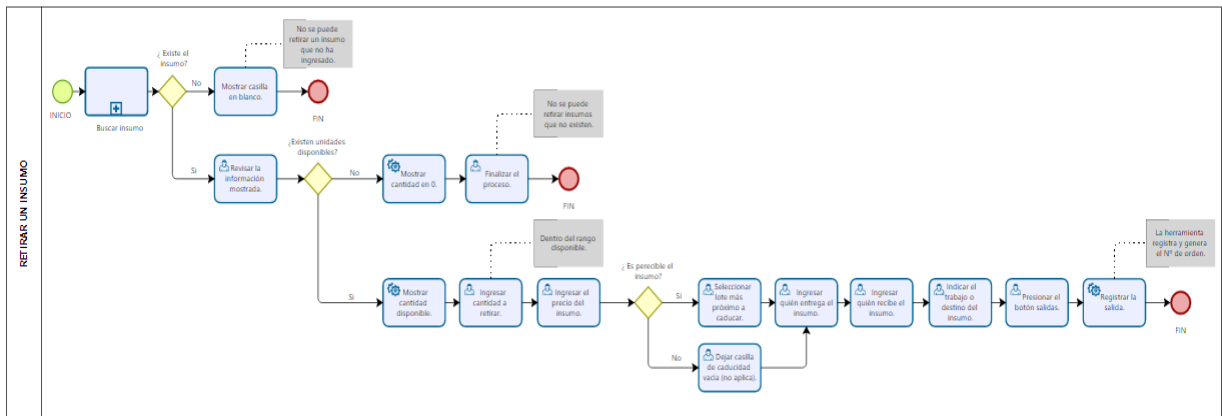 RETIRAR UN INSUMO
INICIO
Buscar insumo
¿ Existe el
insumo?
No
Mostrar casilla
en blanco.
No se puede
retirar un insumo
que no ha
ingresado.
FIN
Si
Revisar la
información
mostrada.
¿Existen unidades
disponibles?
No
Mostrar
cantidad en 0.
Finalizar el
proceso.
No se puede
retirar insumos
que no existen.
FIN
Si
Mostrar
cantidad
disponible.
Ingresar
cantidad a
retirar.
Dentro del rango
disponible.
Ingresar el
precio del
insumo.
¿ Es perecible el
insumo?
Si
Seleccionar
lote más
próximo a
caducar.
No
Dejar casilla
de caducidad
vacía (no aplica).
Ingresar
quién entrega el
insumo.
Ingresar
quién recibe el
insumo.
Indicar el
trabajo o
destino del
insumo.
Presionar el
botón salidas.
Registrar la
salida.
La herramienta
registra y genera
el Nº de orden.
FIN